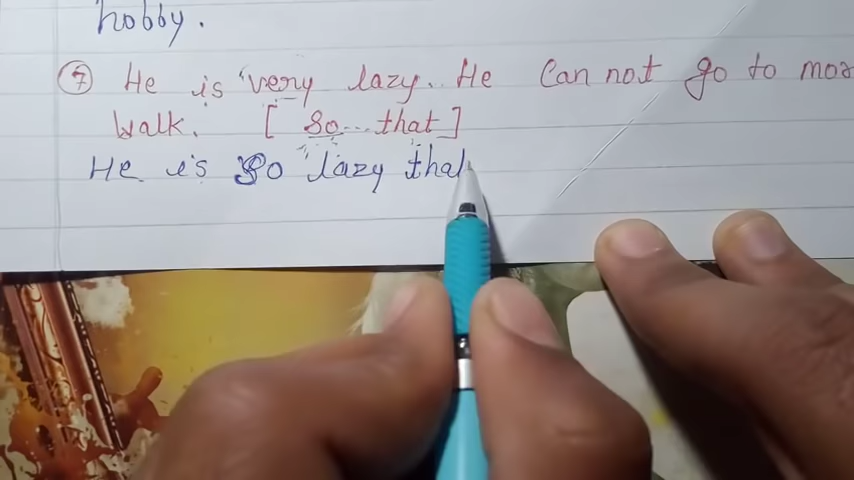 hobby.
7 He is very lazy. He Can not go to mor
Walk. [ So...that ]
He is so lazy that